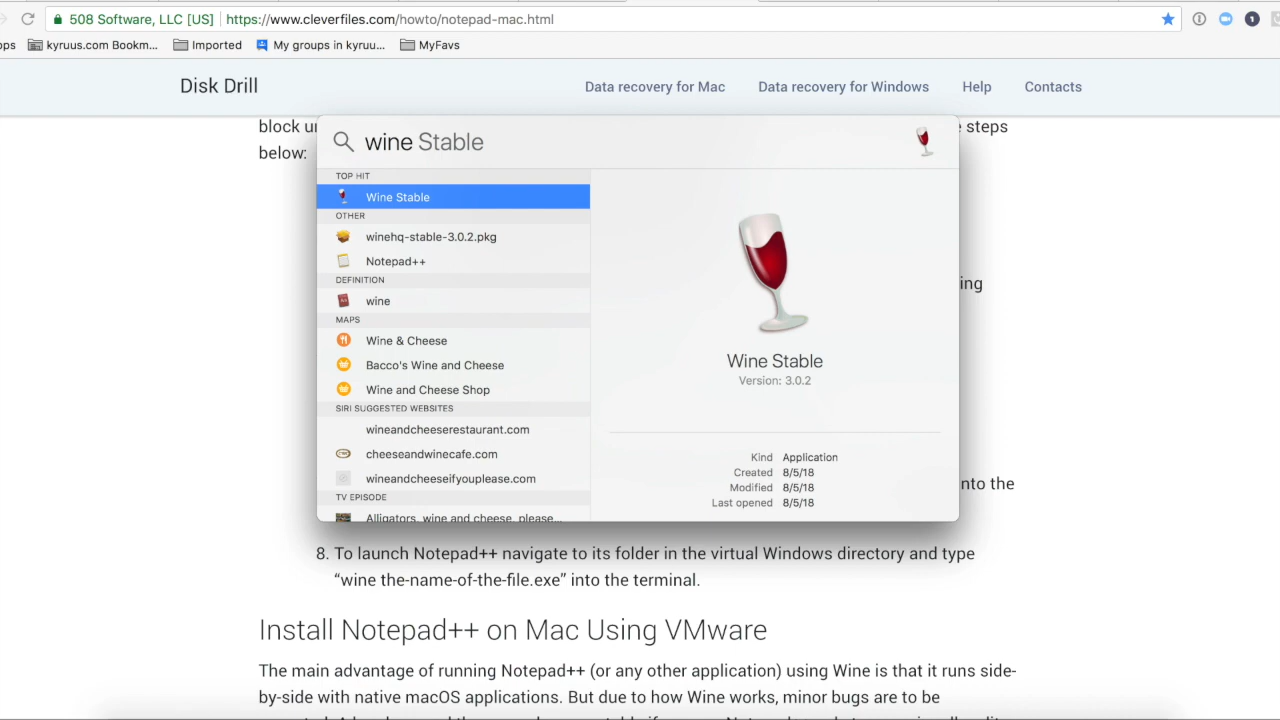 508 Software, LLC [US] https://www.cleverfiles.com/howto/notepad-mac.html
kyruus.com Bookm... Imported My groups in kyruu... MyFavs
Disk Drill Data recovery for Mac Data recovery for Windows Help Contacts
block steps
below:
wine Stable
TOP HIT
Wine Stable
OTHER
winehq-stable-3.0.2.pkg
Notepad++
DEFINITION
wine
MAPS
Wine & Cheese
Bacco's Wine and Cheese
Wine and Cheese Shop
SIRI SUGGESTED WEBSITES
wineandcheeserestaurant.com
cheeseandwinecafe.com
wineandcheeseifyouplease.com
TV EPISODE
Alligators, wine and cheese, please...
Wine Stable
Version: 3.0.2
Kind Application
Created 8/5/18
Modified 8/5/18
Last opened 8/5/18
the
8. To launch Notepad++ navigate to its folder in the virtual Windows directory and type
“wine the-name-of-the-file.exe” into the terminal.
Install Notepad++ on Mac Using VMware
The main advantage of running Notepad++ (or any other application) using Wine is that it runs side-
by-side with native macOS applications. But due to how Wine works, minor bugs are to be